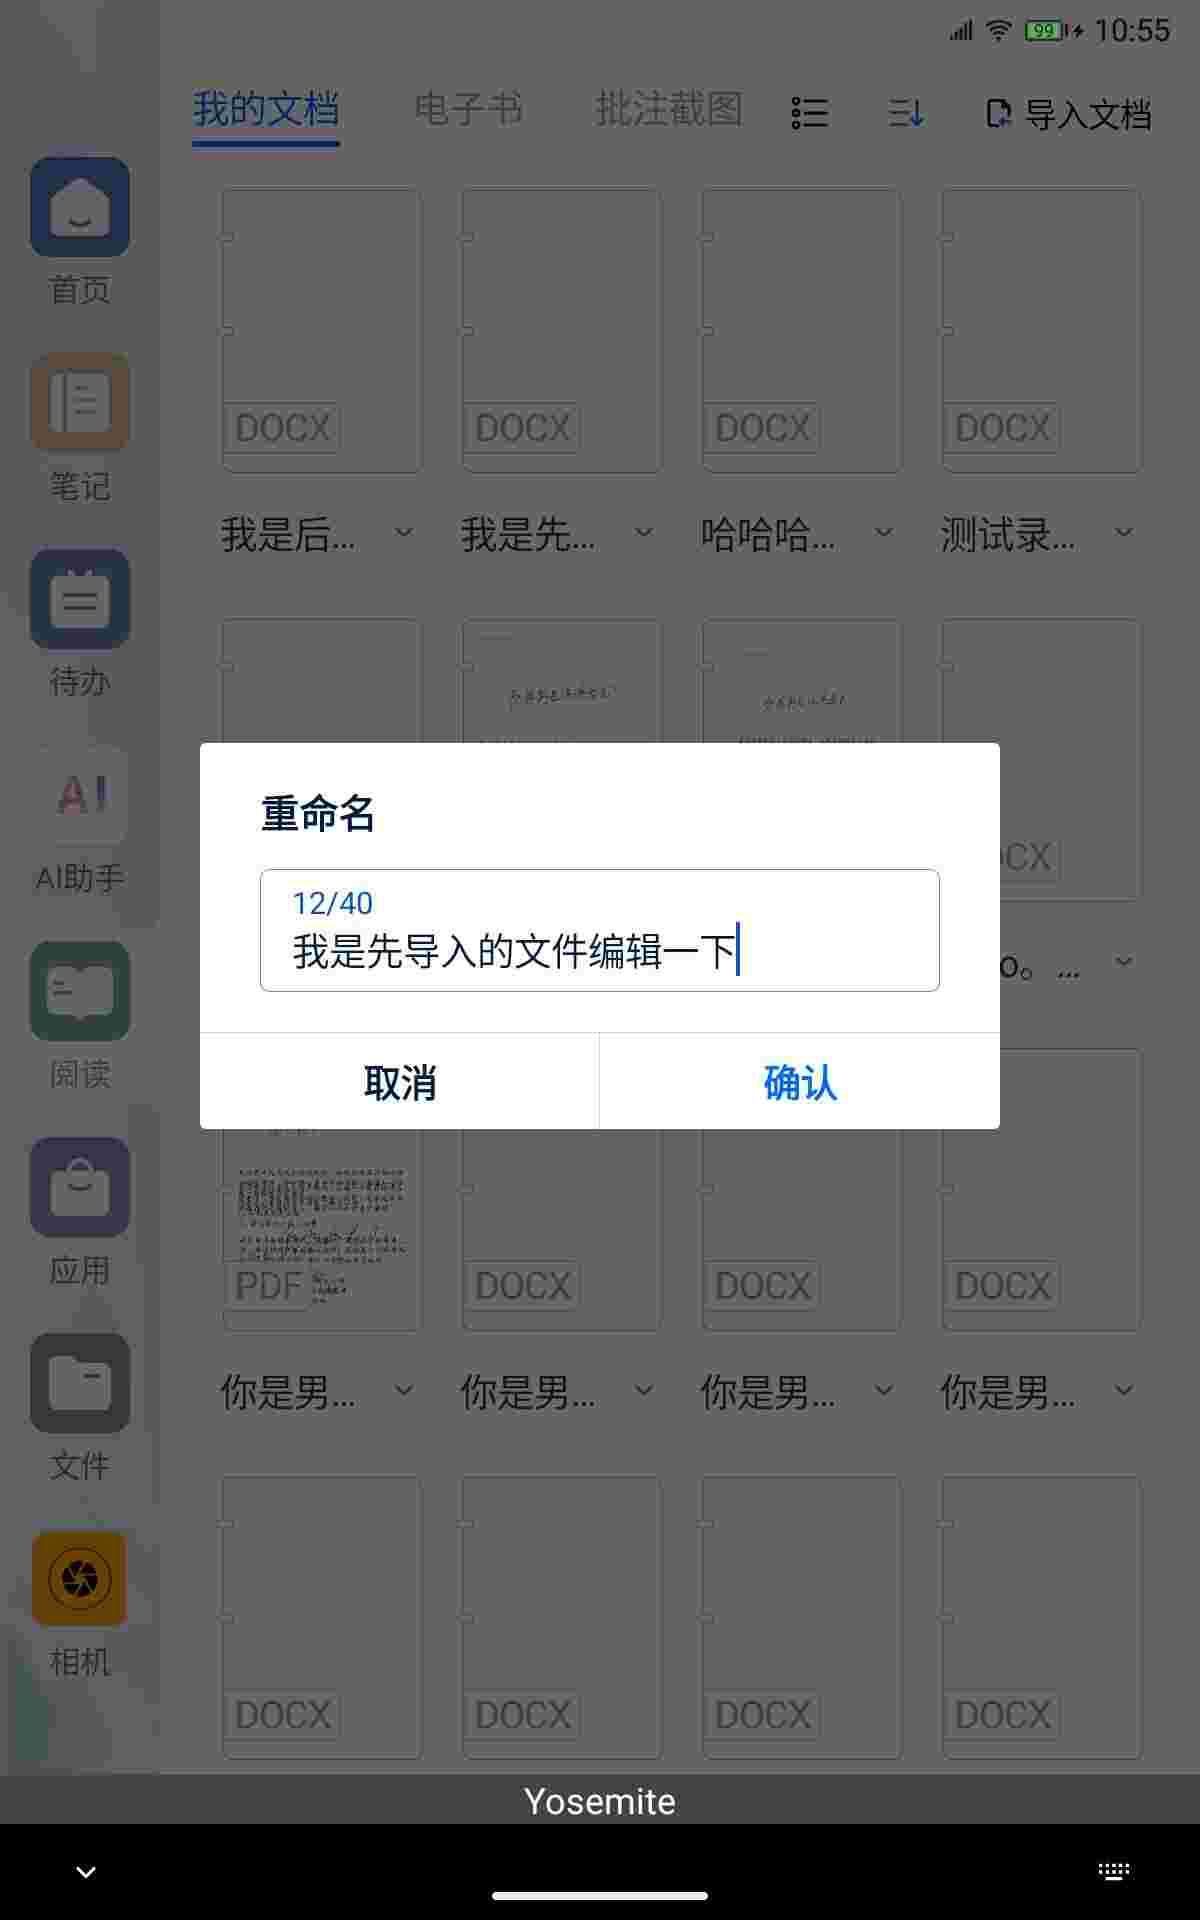 99 10:55
我的文档 电子书 批注截图 导入文档
首页
笔记
待办
AI
AI助手
阅读
应用
文件
相机
DOCX DOCX DOCX DOCX
我是后... 我是先... 哈哈哈... 测试录...
OCX
o。...
重命名
12/40
我是先导入的文件编辑一下
取消 确认
PDF DOCX DOCX DOCX
你是男... 你是男... 你是男... 你是男...
DOCX DOCX DOCX DOCX
Yosemite